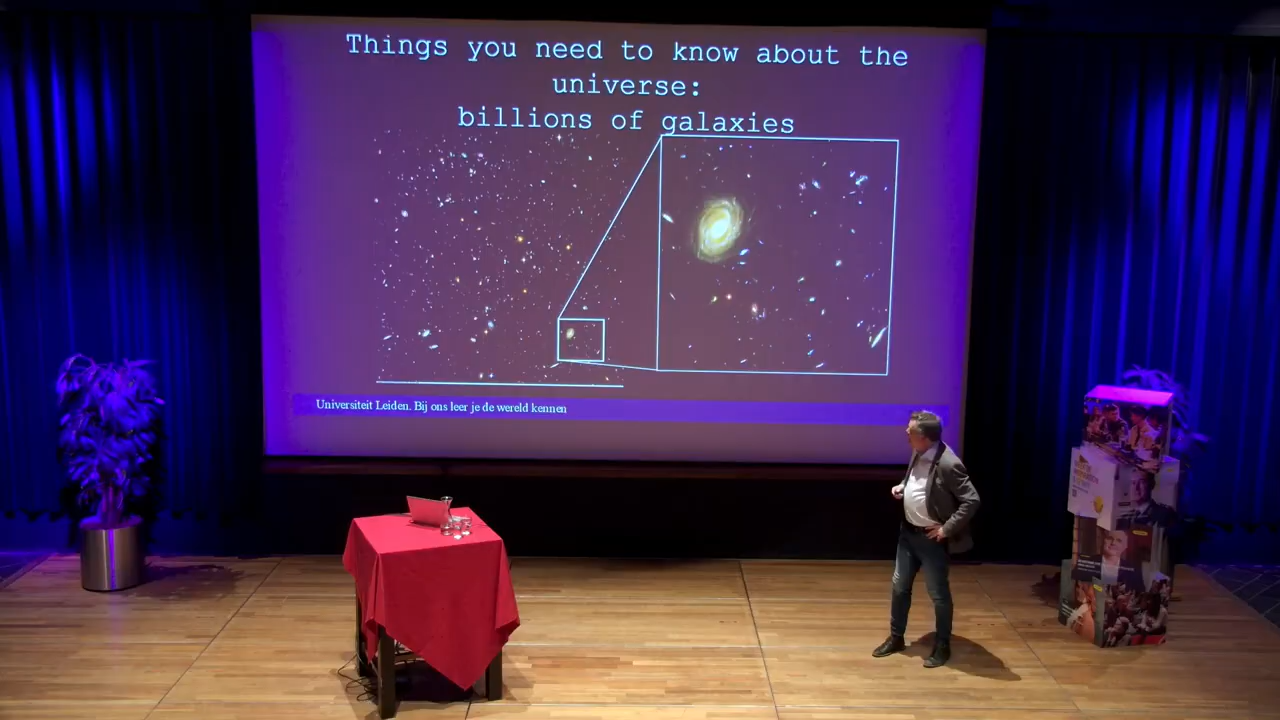 Things you need to know about the
universe:
billions of galaxies
Universiteit Leiden. Bij ons leer je de wereld kennen